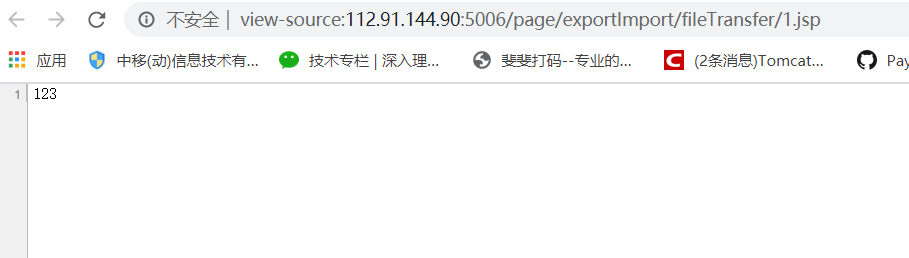 不安全 | view-source:112.91.144.90:5006/page/exportImport/fileTransfer/1.jsp
应用 中移(动)信息技术有... 技术专栏 | 深入理... 斐斐打码--专业的... (2条消息)Tomcat... Pay
1 123